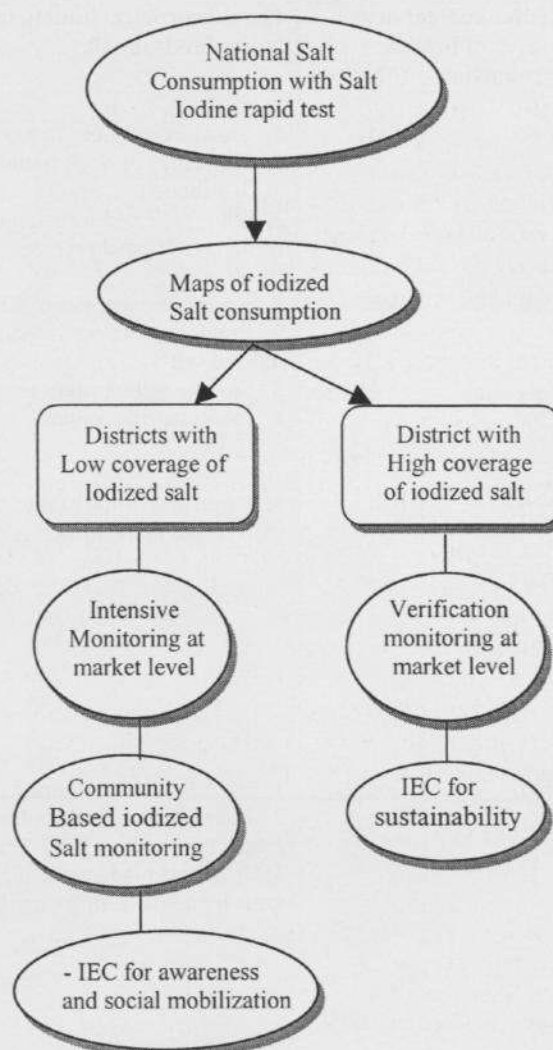 National Salt
Consumption with Salt
Iodine rapid test
Maps of iodized
Salt consumption
Districts with
Low coverage of
Iodized salt
District with
High coverage
of iodized salt
Intensive
Monitoring at
market level
Verification
monitoring at
market level
Community
Based iodized
Salt monitoring
IEC for
sustainability
- IEC for awareness
and social mobilization